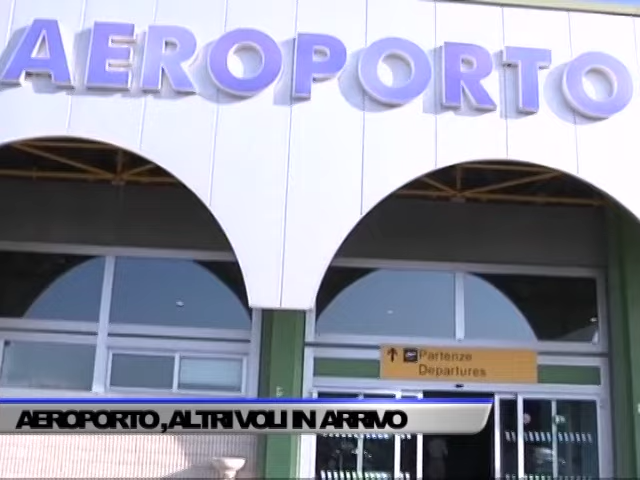 AEROPORTO
Partenze
Departures
AEROPORTO, ALTRI VOLI IN ARRIVO